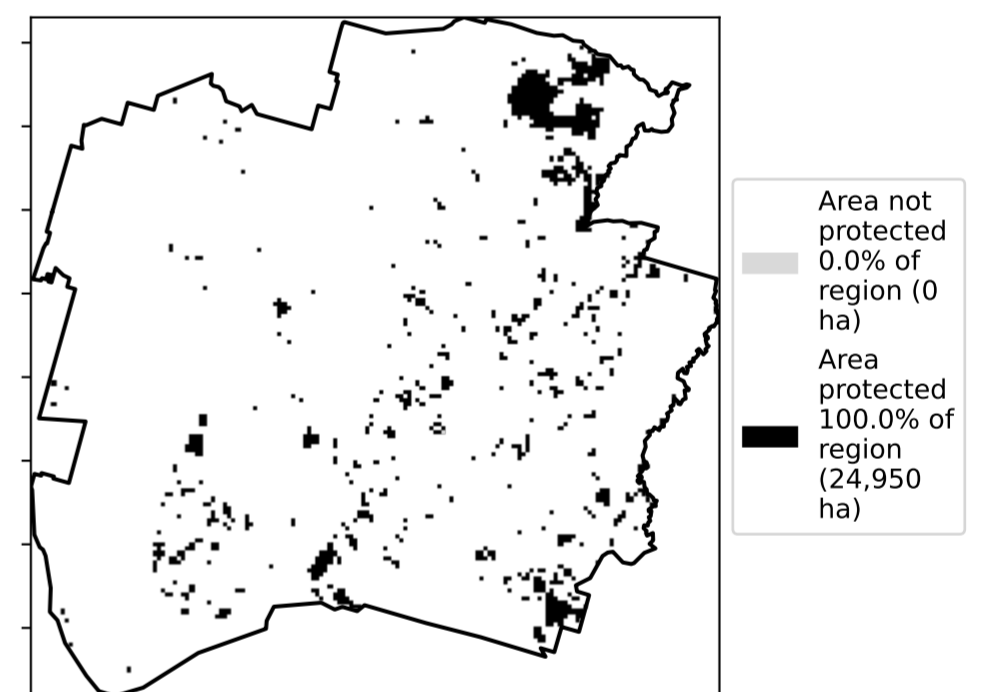 Area not
protected
0.0% of
region (0
ha)
Area
protected
100.0% of
region
(24,950
ha)